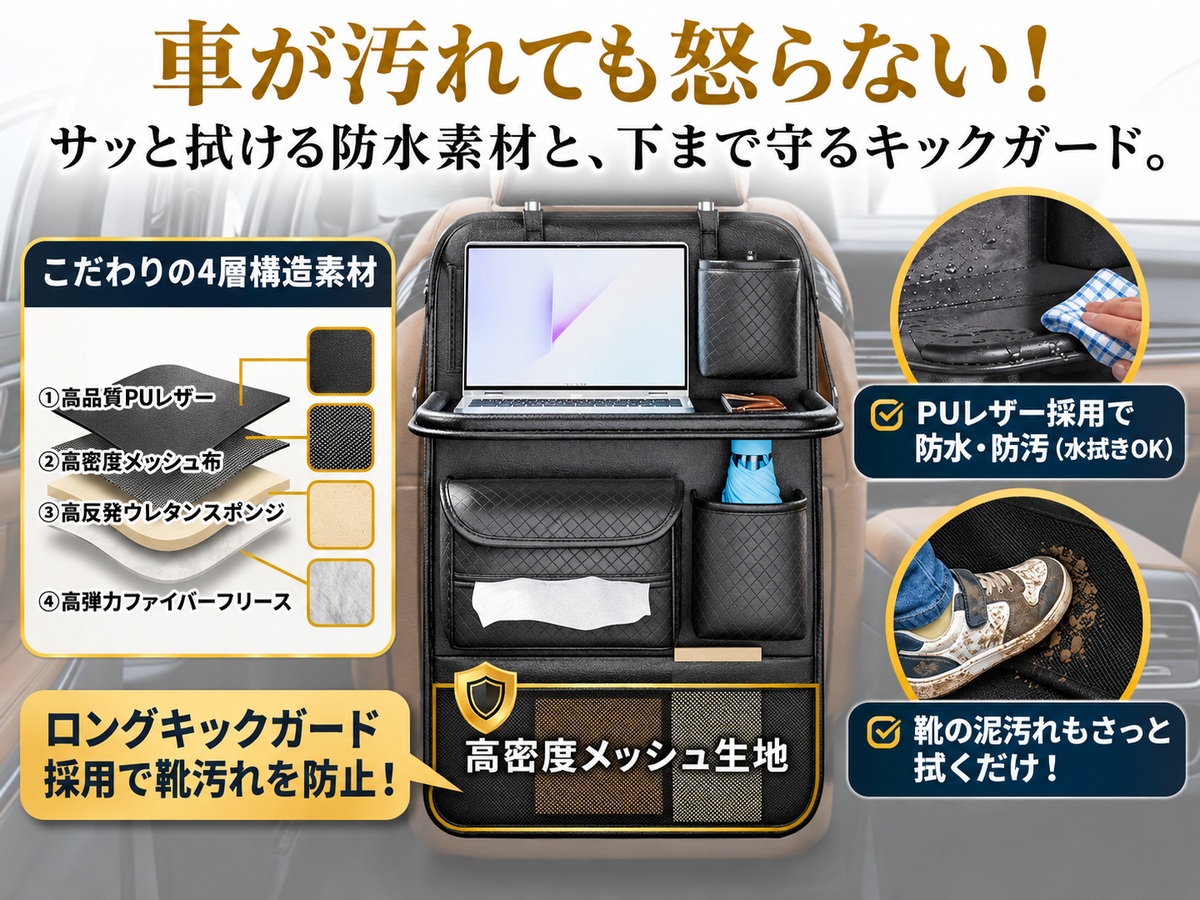 車が汚れても怒らない!
サッと拭ける防水素材と、下まで守るキックガード。
こだわりの4層構造素材
①高品質PUレザー
②高密度メッシュ布
③高反発ウレタンスポンジ
④高弾力ファイバーフリース
PUレザー採用で
防水・防汚(水拭きOK)
靴の泥汚れもさっと
拭くだけ!
ロングキックガード
採用で靴汚れを防止!
高密度メッシュ生地